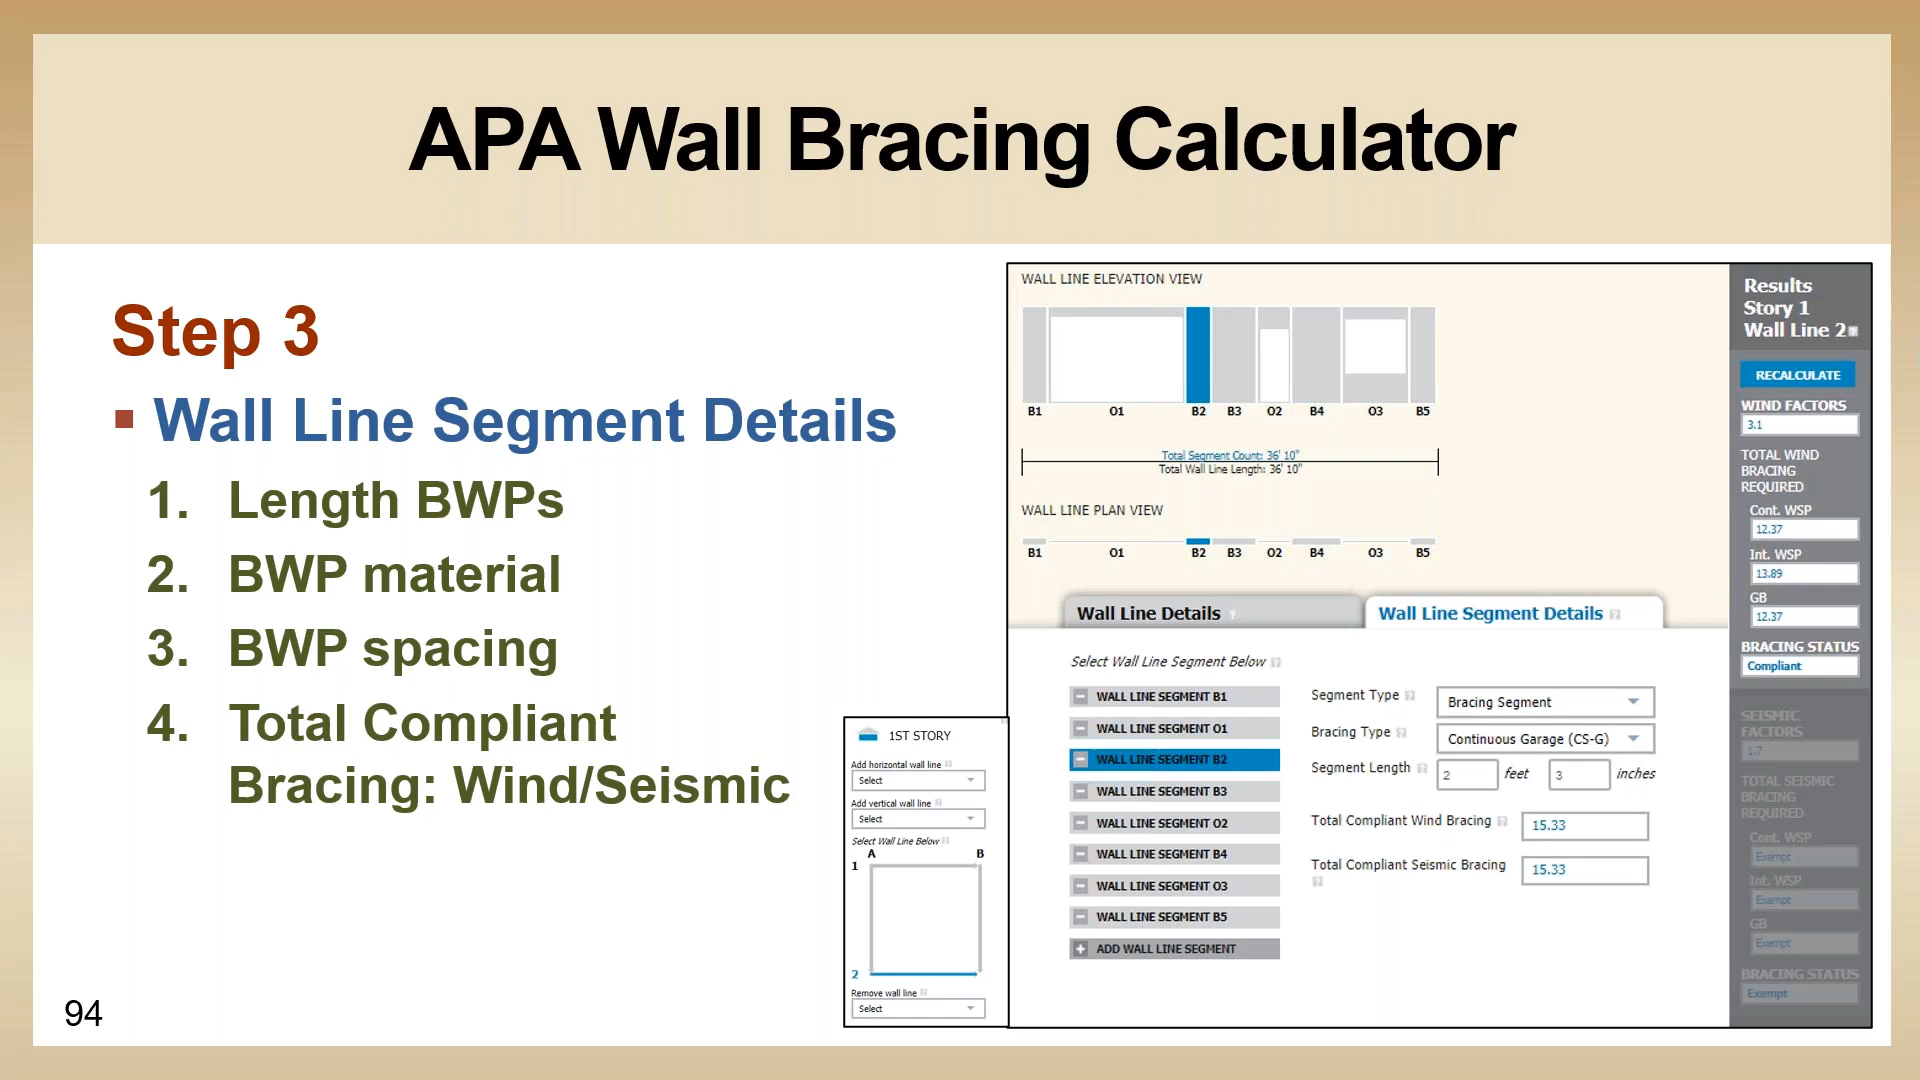 APA Wall Bracing Calculator
Step 3
Wall Line Segment Details
1. Length BWPs
2. BWP material
3. BWP spacing
4. Total Compliant
Bracing: Wind/Seismic
94
1ST STORY
Add horizontal wall line
Select
Add vertical wall line
Select
Select Wall Line Below
A B
1
2
Remove wall line
Select
WALL LINE ELEVATION VIEW
B1 O1 B2 B3 O2 B4 O3 B5
Total Segment Count: 36' 10"
Total Wall Line Length: 36' 10"
WALL LINE PLAN VIEW
B1 O1 B2 B3 O2 B4 O3 B5
Wall Line Details ?
Wall Line Segment Details ?
Select Wall Line Segment Below ?
WALL LINE SEGMENT B1
WALL LINE SEGMENT O1
WALL LINE SEGMENT B2
WALL LINE SEGMENT B3
WALL LINE SEGMENT O2
WALL LINE SEGMENT B4
WALL LINE SEGMENT O3
WALL LINE SEGMENT B5
ADD WALL LINE SEGMENT
Segment Type ? Bracing Segment
Bracing Type ? Continuous Garage (CS-G)
Segment Length ? 2 feet 3 inches
Total Compliant Wind Bracing ? 15.33
Total Compliant Seismic Bracing 15.33
?
Results
Story 1
Wall Line 2 ?
RECALCULATE
WIND FACTORS
3.1
TOTAL WIND
BRACING
REQUIRED
Cont. WSP
12.37
Int. WSP
13.89
GB
12.37
BRACING STATUS
Compliant
SEISMIC
FACTORS
1.7
TOTAL SEISMIC
BRACING
REQUIRED
Cont. WSP
Exempt
Int. WSP
Exempt
GB
Exempt
BRACING STATUS
Exempt